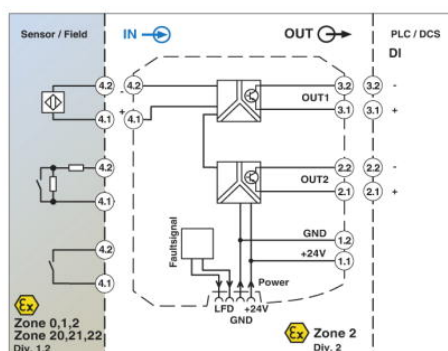 Sensor / Field
IN
OUT
PLC / DCS
DI
4.2
4.2
-
3.2
3.2
-
OUT1
+
4.1
4.1
3.1
3.1
+
4.2
2.2
2.2
-
OUT2
4.1
2.1
2.1
+
Faultsignal
GND
1.2
4.2
+24V
1.1
4.1
Power
LFD
+24V
GND
Ex
Zone 0,1,2
Zone 20,21,22
Div. 1,2
Ex
Zone 2
Div. 2